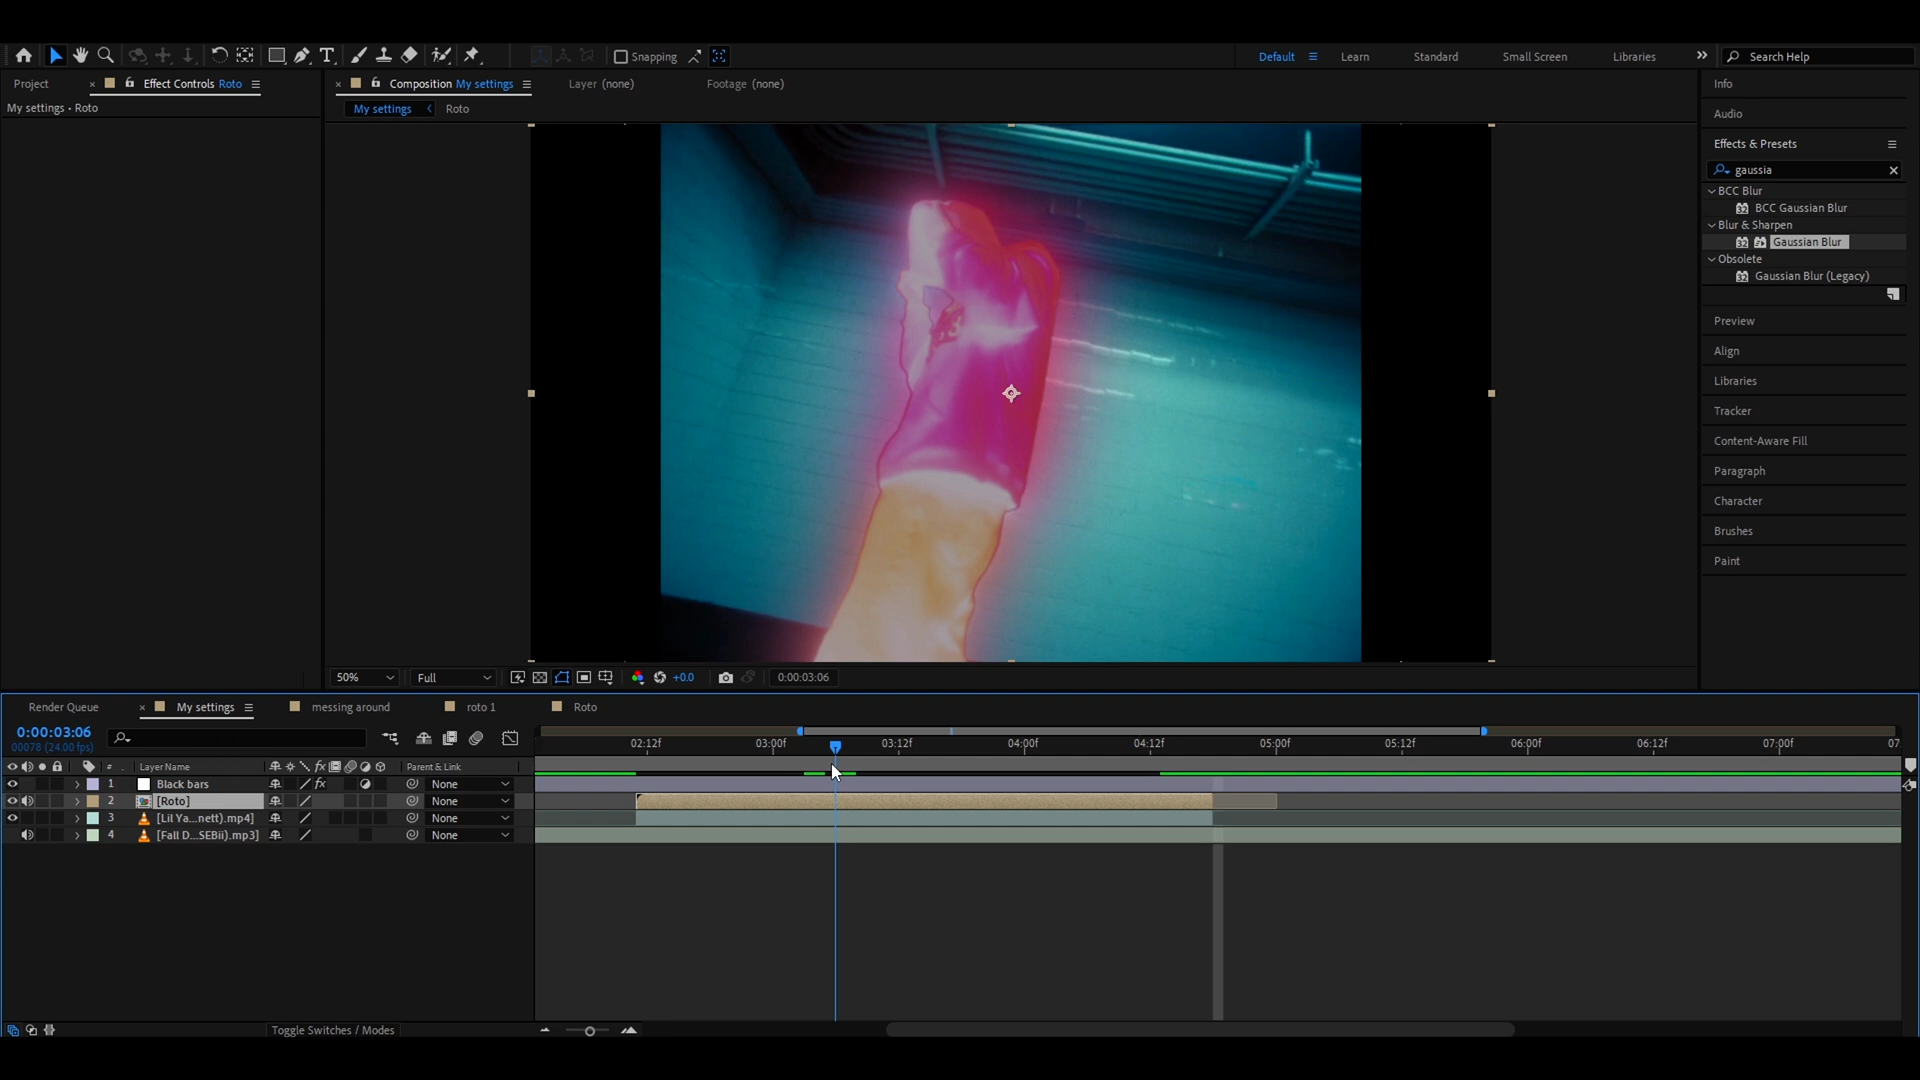 Snapping
Default
Learn
Standard
Small Screen
Libraries
Search Help
Project
Effect Controls Roto
Composition My settings
Layer (none)
Footage (none)
Info
My settings • Roto
My settings
Roto
Audio
Effects & Presets
gaussia
BCC Blur
32 BCC Gaussian Blur
Blur & Sharpen
32 Gaussian Blur
Obsolete
32 Gaussian Blur (Legacy)
Preview
Align
Libraries
Tracker
Content-Aware Fill
Paragraph
Character
Brushes
Paint
50%
Full
+0.0
0:00:03:06
Render Queue
My settings
messing around
roto 1
Roto
0:00:03:06
00078 (24.00 fps)
02:12f
03:00f
03:12f
04:00f
04:12f
05:00f
05:12f
06:00f
06:12f
07:00f
07:
# Layer Name
fx
Parent & Link
1 Black bars
fx
None
2 [Roto]
None
3 [Lil Ya...nett).mp4]
None
4 [Fall D...SEBii).mp3]
None
Toggle Switches / Modes